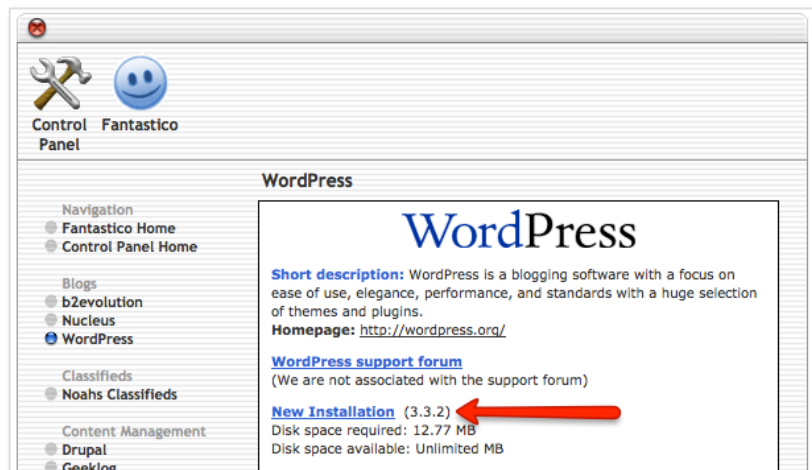 Control Panel
Fantastico
WordPress
Navigation
Fantastico Home
Control Panel Home
Blogs
b2evolution
Nucleus
WordPress
Classifieds
Noahs Classifieds
Content Management
Drupal
Geeklog
WordPress
Short description: WordPress is a blogging software with a focus on
ease of use, elegance, performance, and standards with a huge selection
of themes and plugins.
Homepage: http://wordpress.org/
WordPress support forum
(We are not associated with the support forum)
New Installation (3.3.2)
Disk space required: 12.77 MB
Disk space available: Unlimited MB